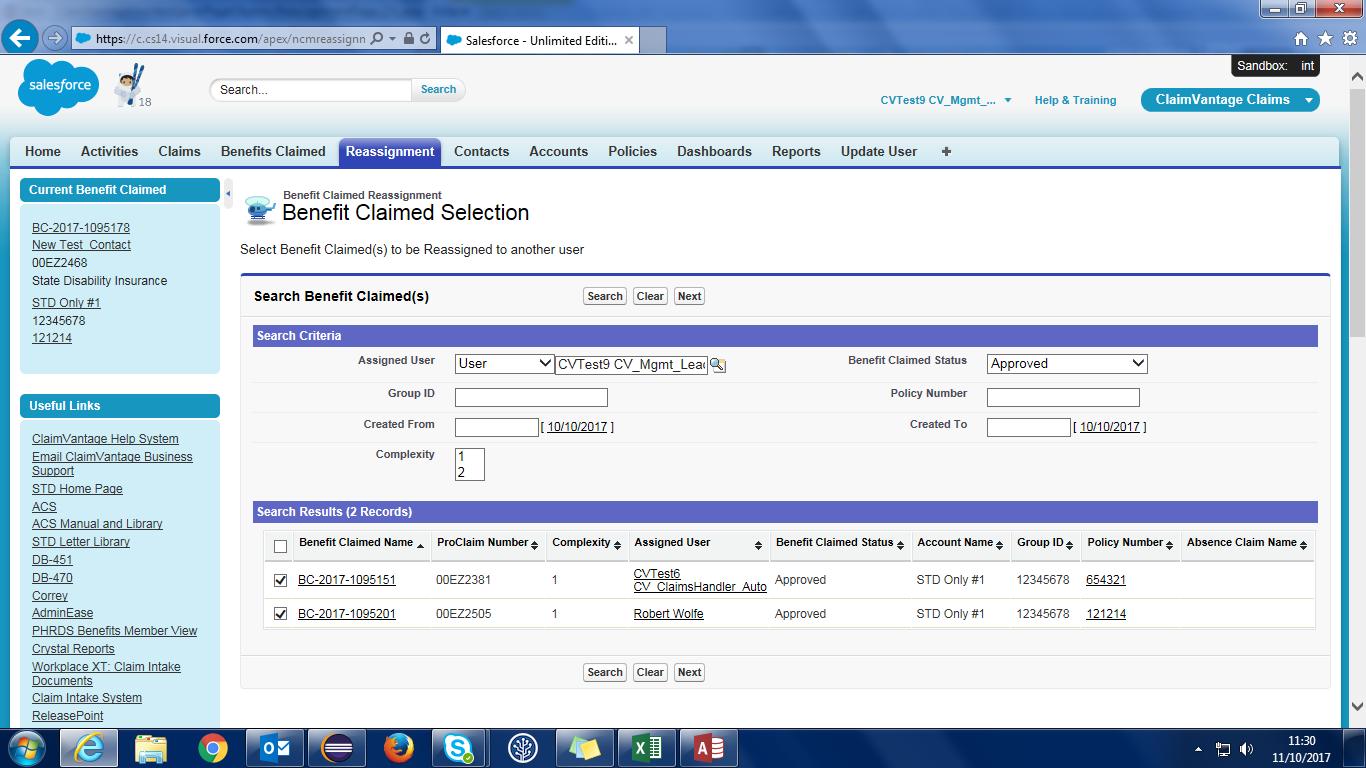 https://c.cs14.visual.force.com/apex/ncmreassignn
Salesforce - Unlimited Editi...
Sandbox: int
salesforce
18
Search...
Search
CVTest9 CV_Mgmt_...
Help & Training
ClaimVantage Claims
Home Activities Claims Benefits Claimed Reassignment Contacts Accounts Policies Dashboards Reports Update User +
Current Benefit Claimed
BC-2017-1095178
New Test_Contact
00EZ2468
State Disability Insurance
STD Only #1
12345678
121214
Useful Links
ClaimVantage Help System
Email ClaimVantage Business
Support
STD Home Page
ACS
ACS Manual and Library
STD Letter Library
DB-451
DB-470
Correy
AdminEase
PHRDS Benefits Member View
Crystal Reports
Workplace XT: Claim Intake
Documents
Claim Intake System
ReleasePoint
Benefit Claimed Reassignment
Benefit Claimed Selection
Select Benefit Claimed(s) to be Reassigned to another user
Search Benefit Claimed(s) Search Clear Next
Search Criteria
Assigned User User CVTest9 CV_Mgmt_Lea Benefit Claimed Status Approved
Group ID Policy Number
Created From [ 10/10/2017 ] Created To [ 10/10/2017 ]
Complexity 1
2
Search Results (2 Records)
Benefit Claimed Name ProClaim Number Complexity Assigned User Benefit Claimed Status Account Name Group ID Policy Number Absence Claim Name
BC-2017-1095151 00EZ2381 1 CVTest6 CV_ClaimsHandler_Auto Approved STD Only #1 12345678 654321
BC-2017-1095201 00EZ2505 1 Robert Wolfe Approved STD Only #1 12345678 121214
Search Clear Next
11:30
11/10/2017